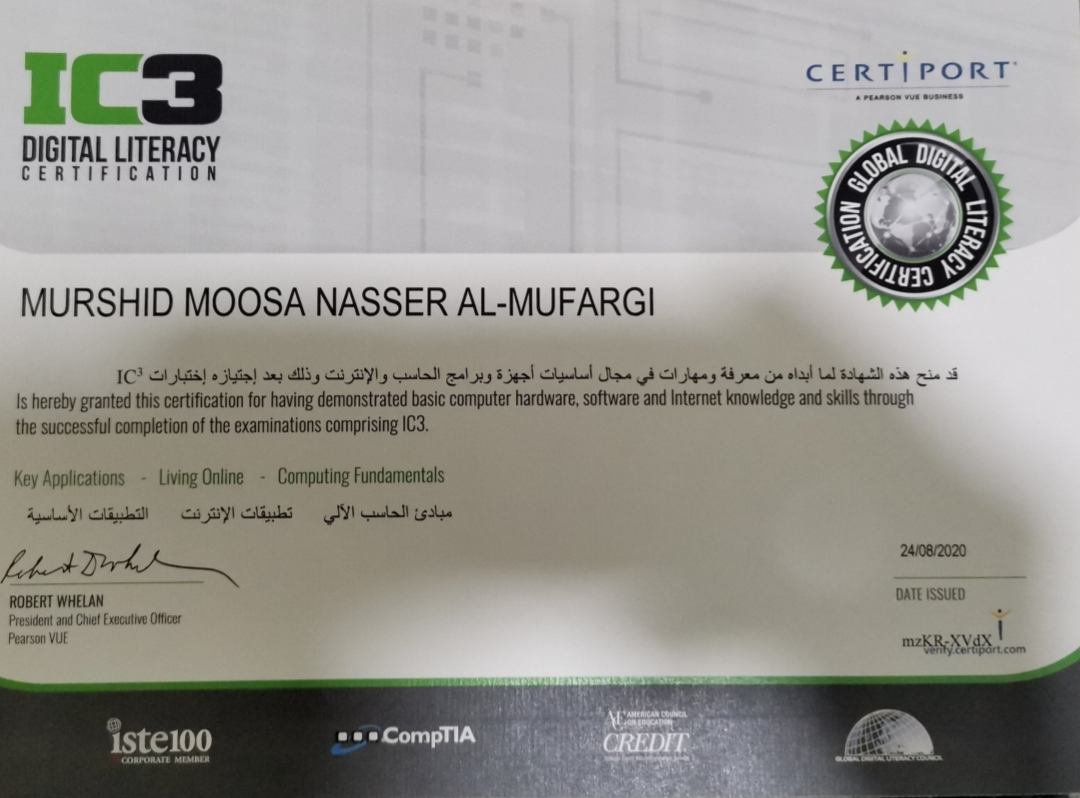 IC3
DIGITAL LITERACY
CERTIFICATION
CERTIPORT
A PEARSON VUE BUSINESS
GLOBAL DIGITAL LITERACY CERTIFICATION
MURSHID MOOSA NASSER AL-MUFARGI
قد منح هذه الشهادة لما أبداه من معرفة ومهارات في مجال أساسيات أجهزة وبرامج الحاسب والإنترنت وذلك بعد إجتيازه إختبارات IC³
Is hereby granted this certification for having demonstrated basic computer hardware, software and Internet knowledge and skills through
the successful completion of the examinations comprising IC3.
Key Applications - Living Online - Computing Fundamentals
مبادئ الحاسب الألي تطبيقات الإنترنت التطبيقات الأساسية
24/08/2020
DATE ISSUED
ROBERT WHELAN
President and Chief Executive Officer
Pearson VUE
mzKR-XVdX
verify.certiport.com
iste100
CORPORATE MEMBER
CompTIA
AMERICAN COUNCIL
ON EDUCATION
CREDIT
GLOBAL DIGITAL LITERACY COUNCIL